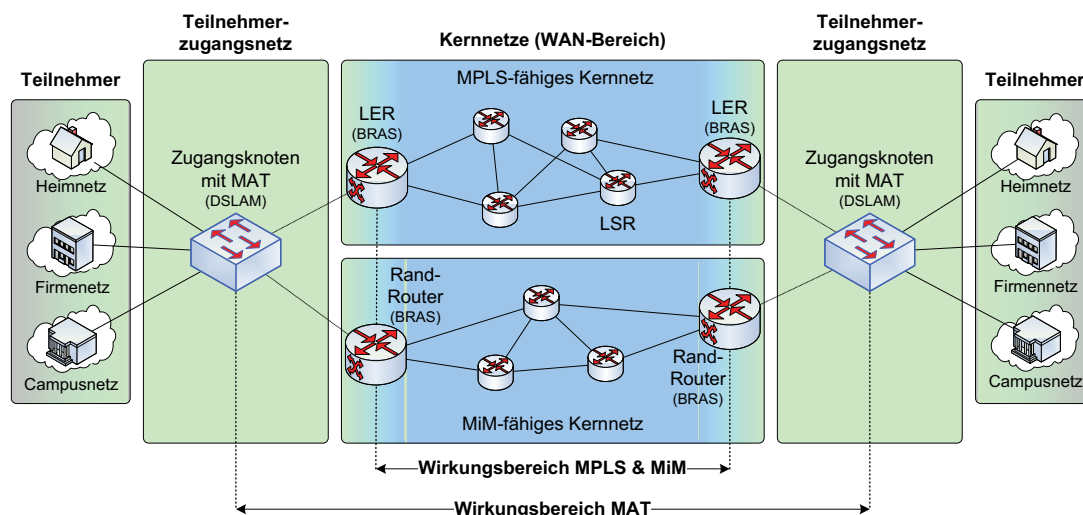 Teilnehmer-
zugangsnetz
Kernnetze (WAN-Bereich)
Teilnehmer-
zugangsnetz
Teilnehmer
Heimnetz
Firmenetz
Campusnetz
Zugangsknoten
mit MAT
(DSLAM)
MPLS-fähiges Kernnetz
LER
(BRAS)
LER
(BRAS)
LSR
Rand-
Router
(BRAS)
Rand-
Router
(BRAS)
MiM-fähiges Kernnetz
Zugangsknoten
mit MAT
(DSLAM)
Teilnehmer
Heimnetz
Firmennetz
Campusnetz
Wirkungsbereich MPLS & MiM
Wirkungsbereich MAT